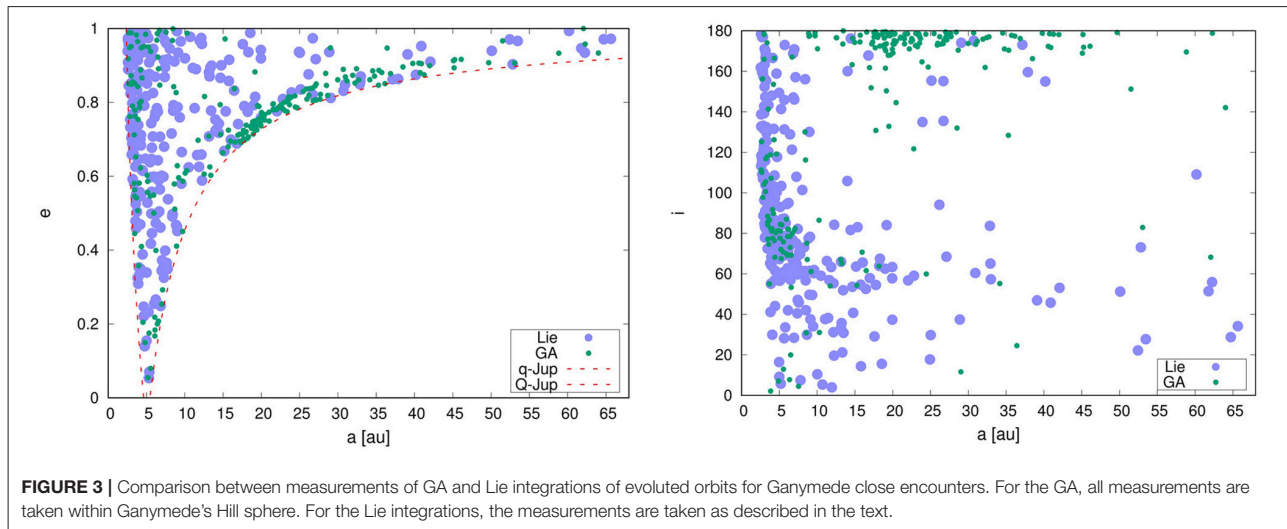 1
0.8
0.6
0.4
0.2
0
e
0 5 10 15 20 25 30 35 40 45 50 55 60 65
a [au]
Lie
GA
q-Jup
Q-Jup
180
160
140
120
100
80
60
40
20
0
i
0 5 10 15 20 25 30 35 40 45 50 55 60 65
a [au]
Lie
GA
FIGURE 3 | Comparison between measurements of GA and Lie integrations of evoluted orbits for Ganymede close encounters. For the GA, all measurements are
taken within Ganymede's Hill sphere. For the Lie integrations, the measurements are taken as described in the text.